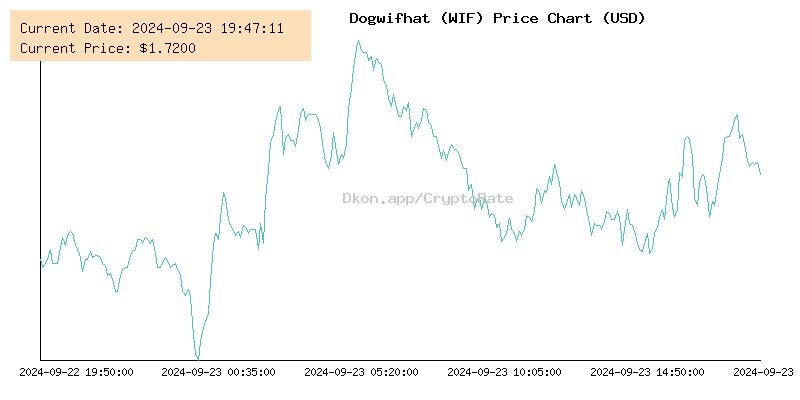 Dogwifhat (WIF) Price Chart (USD)
Current Date: 2024-09-23 19:47:11
Current Price: $1.7200
Dkon.app/CryptoRate
2024-09-22 19:50:00 2024-09-23 00:35:00 2024-09-23 05:20:00 2024-09-23 10:05:00 2024-09-23 14:50:00 2024-09-23